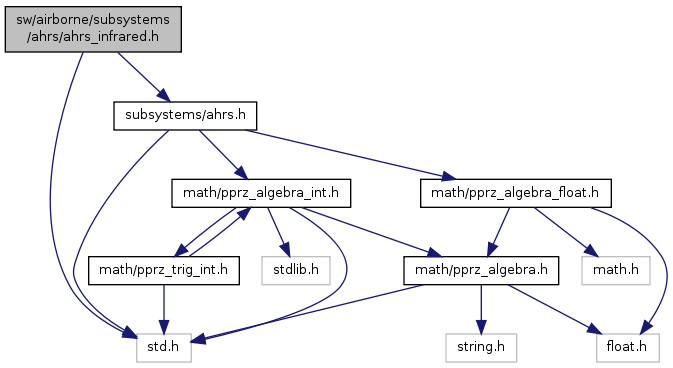 sw/airborne/subsystems
/ahrs/ahrs_infrared.h
subsystems/ahrs.h
math/pprz_algebra_int.h
math/pprz_algebra_float.h
math/pprz_trig_int.h
stdlib.h
math/pprz_algebra.h
math.h
std.h
string.h
float.h